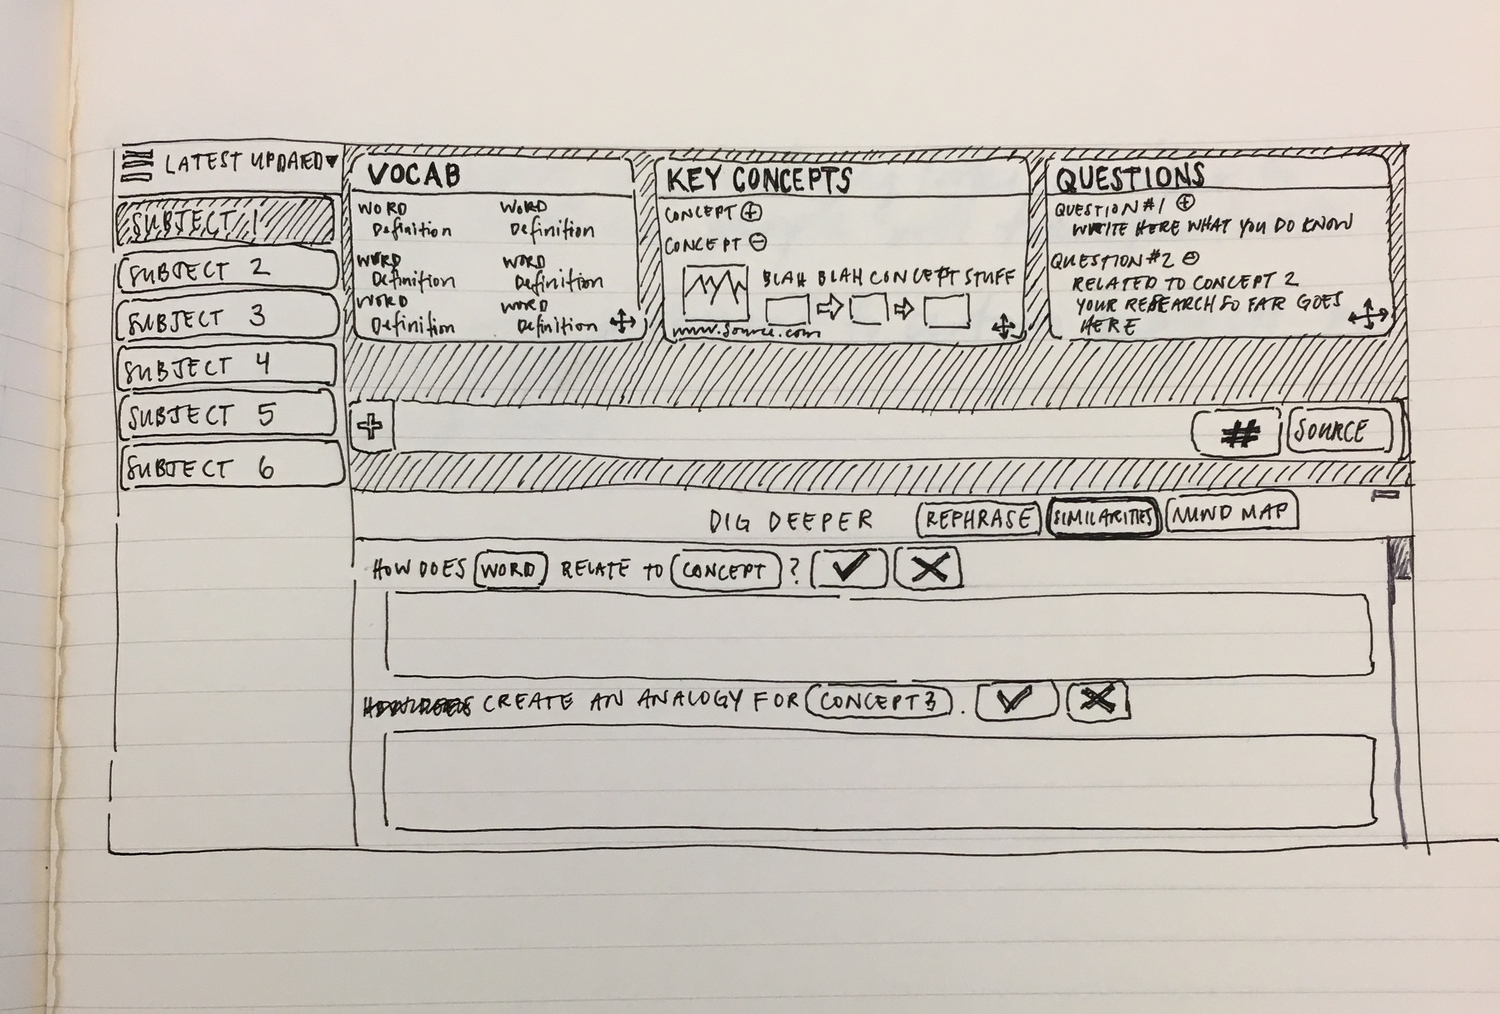 LATEST UPDAED
SUBJECT 1
SUBJECT 2
SUBJECT 3
SUBJECT 4
SUBJECT 5
SUBJECT 6
VOCAB
WORD WORD
Definition Definition
WORD WORD
Definition Definition
WORD WORD
Definition Definition
KEY CONCEPTS
CONCEPT +
CONCEPT -
BLAH BLAH CONCEPT STUFF
www.source.com
QUESTIONS
QUESTION #1 +
WRITE HERE WHAT YOU DO KNOW
QUESTION #2 -
RELATED TO CONCEPT 2
YOUR RESEARCH SO FAR GOES
HERE
+ # SOURCE
DIG DEEPER REPHRASE SIMILARITIES MIND MAP
HOW DOES WORD RELATE TO CONCEPT ?
CREATE AN ANALOGY FOR CONCEPT 3 .